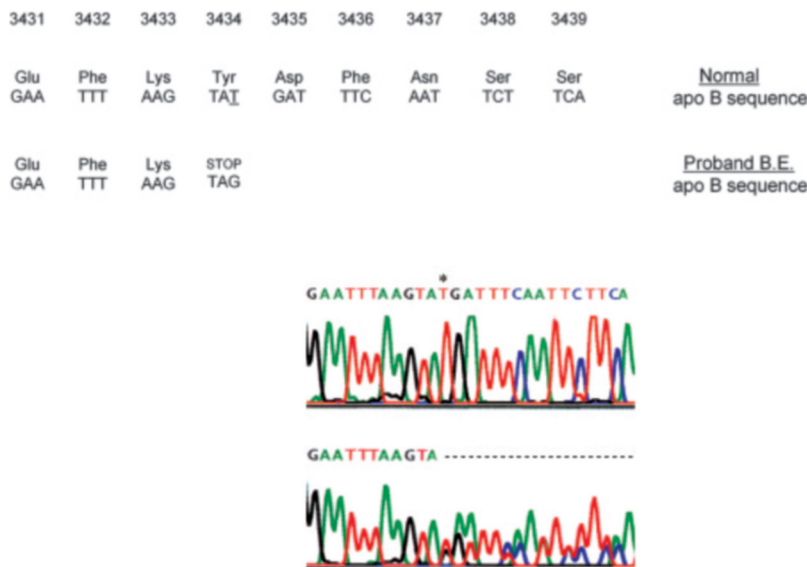 3431 3432 3433 3434 3435 3436 3437 3438 3439
Glu Phe Lys Tyr Asp Phe Asn Ser Ser Normal
GAA TTT AAG TAT GAT TTC AAT TCT TCA apo B sequence
Glu Phe Lys STOP Proband B.E.
GAA TTT AAG TAG apo B sequence
*
GAATTTAAGTATGATTTCAATTCTTCA
GAATTTAAGTA --------------------